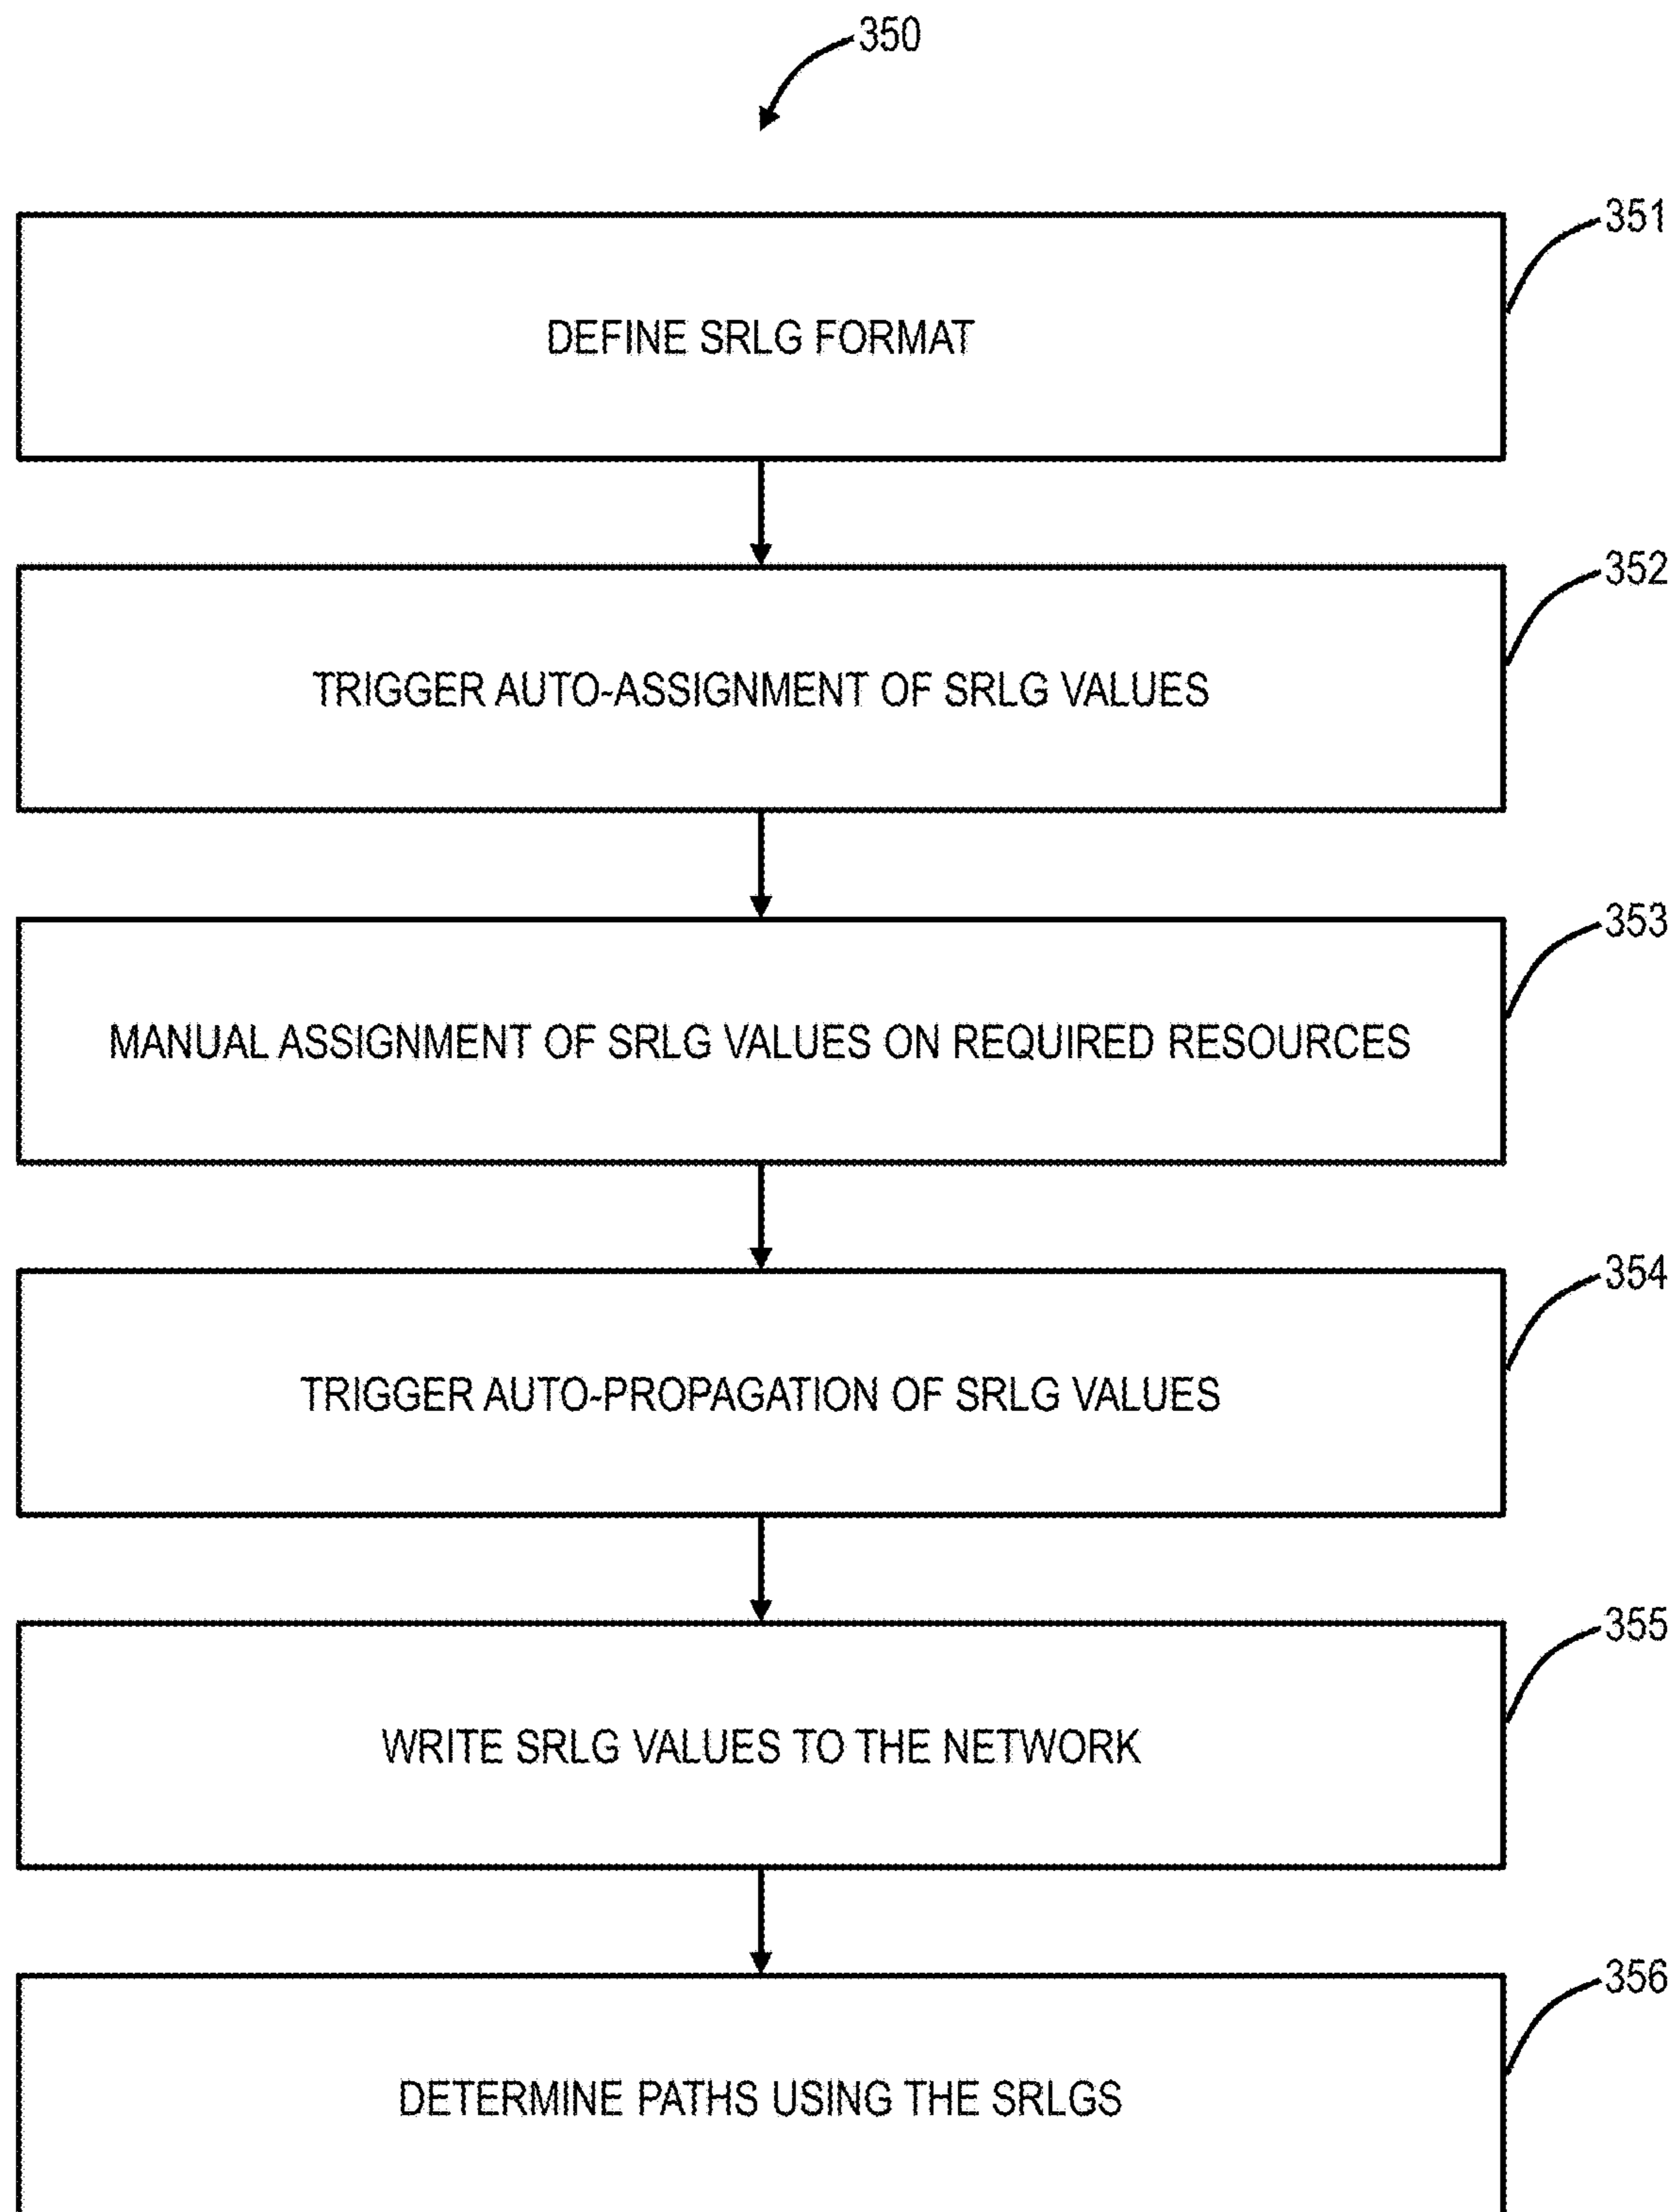 350
351
DEFINE SRLG FORMAT
352
TRIGGER AUTO-ASSIGNMENT OF SRLG VALUES
353
MANUAL ASSIGNMENT OF SRLG VALUES ON REQUIRED RESOURCES
354
TRIGGER AUTO-PROPAGATION OF SRLG VALUES
355
WRITE SRLG VALUES TO THE NETWORK
356
DETERMINE PATHS USING THE SRLGS